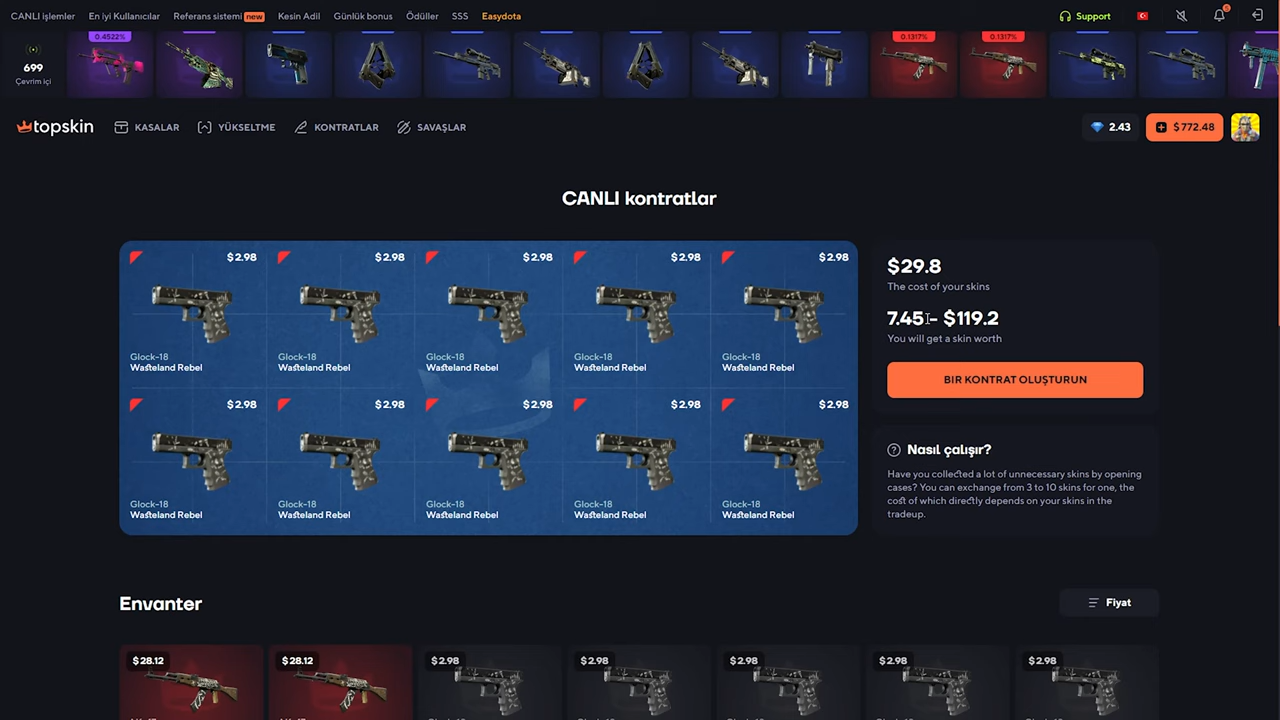 CANLI işlemler En iyi Kullanıcılar Referans sistemi new Kesin Adil Günlük bonus Ödüller SSS Easydota Support 5
699
Çevrim içi
0.4522% 0.1317% 0.1317%
topskin KASALAR YÜKSELTME KONTRATLAR SAVAŞLAR 2.43 $772.48
CANLI kontratlar
$2.98 $2.98 $2.98 $2.98 $2.98
Glock-18 Glock-18 Glock-18 Glock-18 Glock-18
Wasteland Rebel Wasteland Rebel Wasteland Rebel Wasteland Rebel Wasteland Rebel
$2.98 $2.98 $2.98 $2.98 $2.98
Glock-18 Glock-18 Glock-18 Glock-18 Glock-18
Wasteland Rebel Wasteland Rebel Wasteland Rebel Wasteland Rebel Wasteland Rebel
$29.8
The cost of your skins
7.45 - $119.2
You will get a skin worth
BIR KONTRAT OLUŞTURUN
? Nasıl çalışır?
Have you collected a lot of unnecessary skins by opening
cases? You can exchange from 3 to 10 skins for one, the
cost of which directly depends on your skins in the
tradeup.
Envanter Fiyat
$28.12 $28.12 $2.98 $2.98 $2.98 $2.98 $2.98